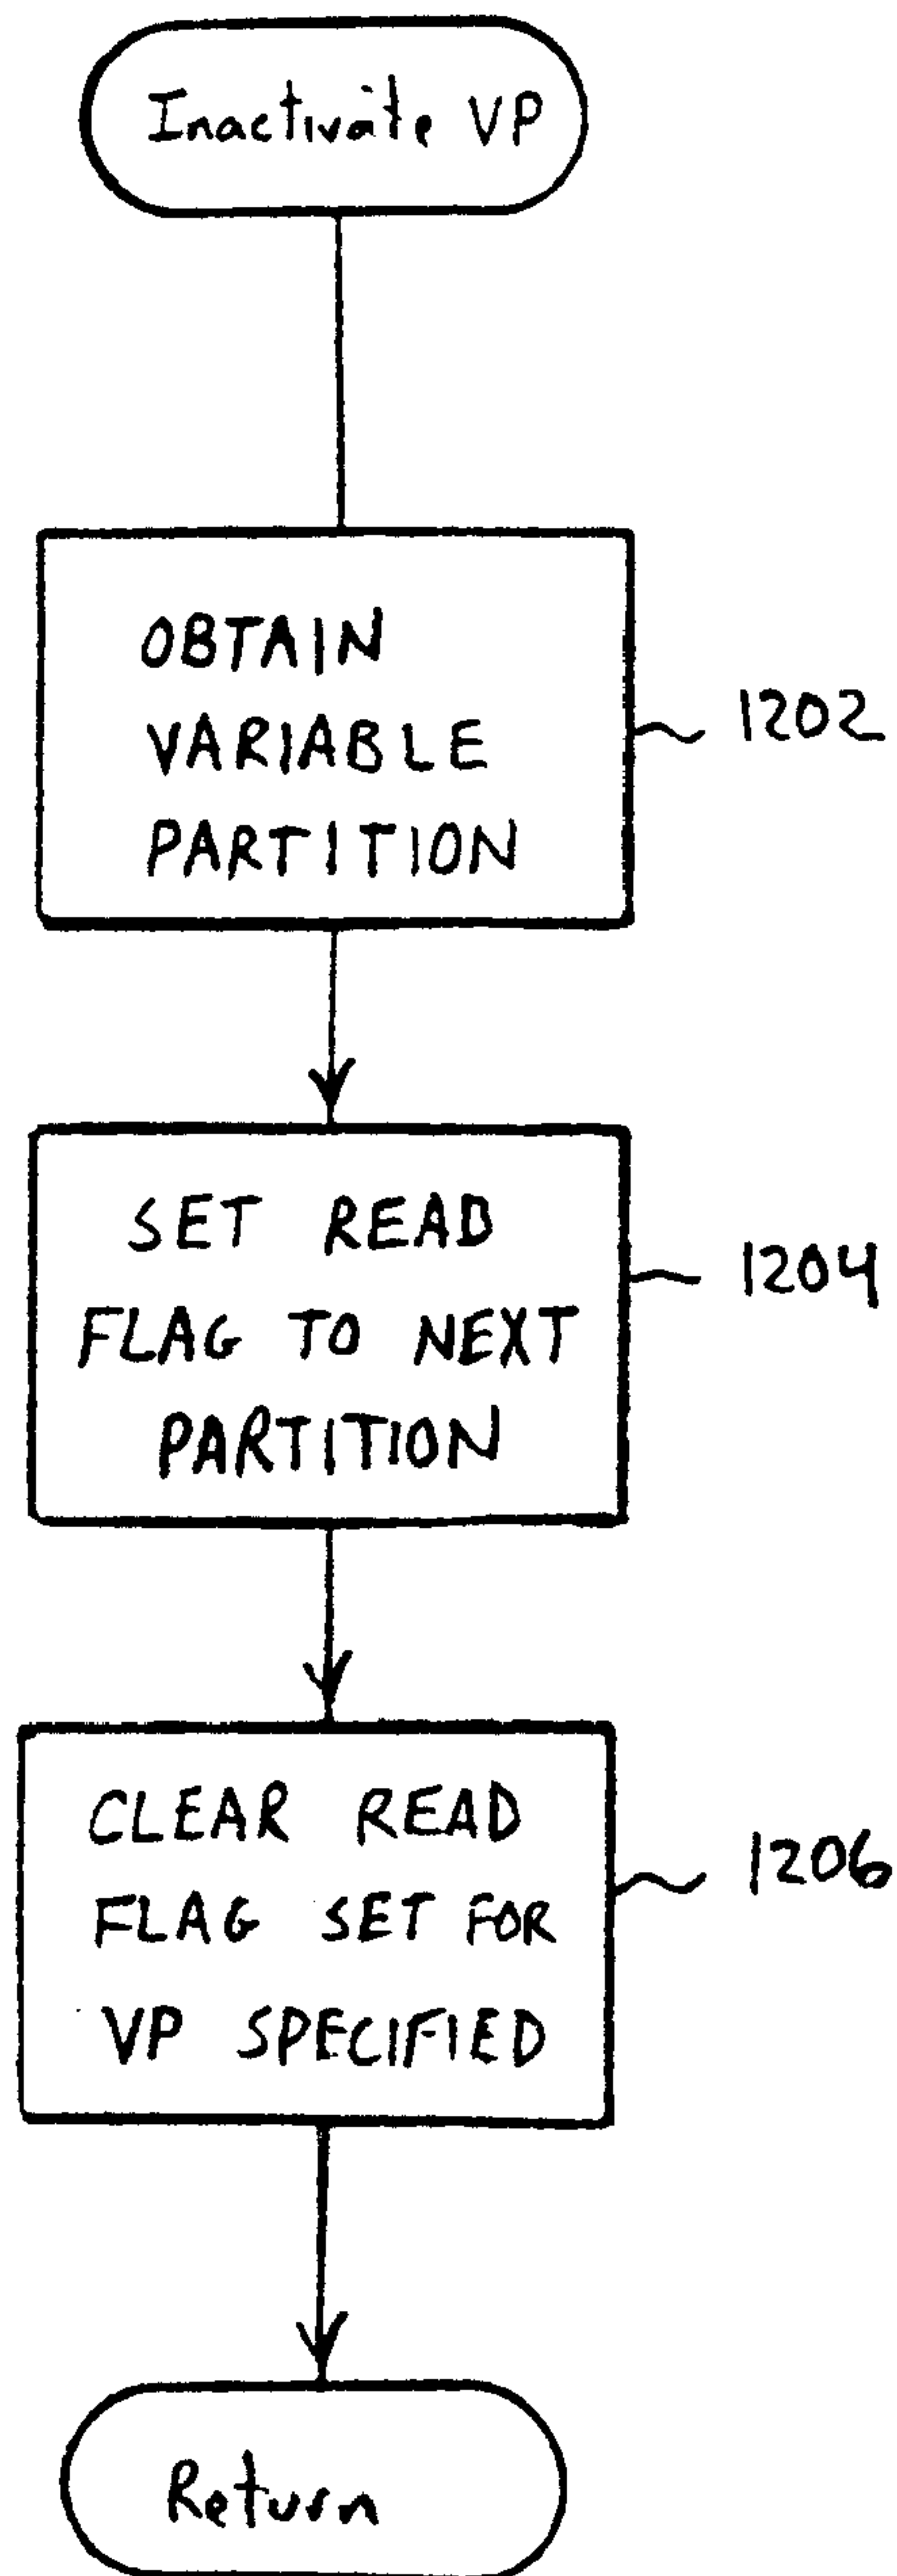 Inactivate VP
OBTAIN
VARIABLE
PARTITION
1202
SET READ
FLAG TO NEXT
PARTITION
1204
CLEAR READ
FLAG SET FOR
VP SPECIFIED
1206
Return